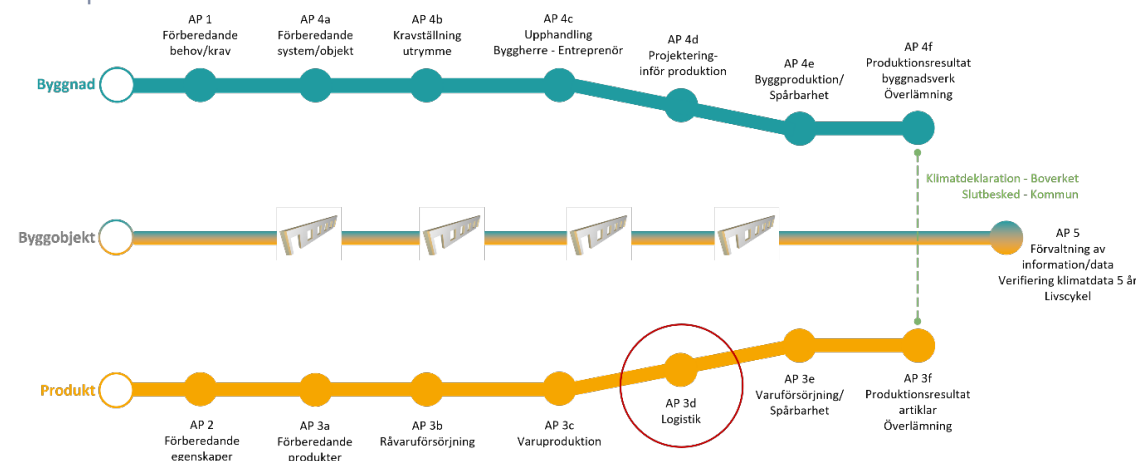 AP 1
Förberedande
behov/krav
AP 4a
Förberedande
system/objekt
AP 4b
Kravställning
utrymme
AP 4c
Upphandling
Byggherre - Entreprenör
AP 4d
Projektering-
inför produktion
AP 4e
Byggproduktion/
Spårbarhet
AP 4f
Produktionsresultat
byggnadsverk
Överlämning
Byggnad
Klimatdeklaration - Boverket
Slutbesked - Kommun
Byggobjekt
AP 5
Förvaltning av
information/data
Verifiering klimatdata 5 år
Livscykel
Produkt
AP 2
Förberedande
egenskaper
AP 3a
Förberedande
produkter
AP 3b
Råvaruförsörjning
AP 3c
Varuproduktion
AP 3d
Logistik
AP 3e
Varuförsörjning/
Spårbarhet
AP 3f
Produktionsresultat
artiklar
Överlämning